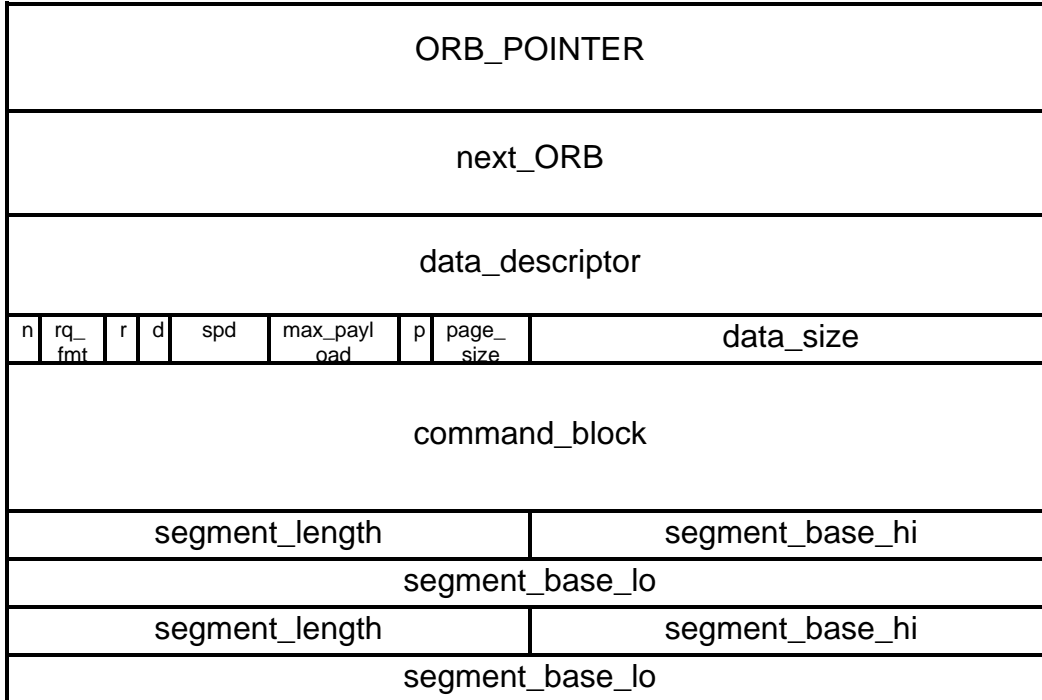 ORB_POINTER
next_ORB
data_descriptor
n rq_ r d spd max_payl p page_ data_size
fmt oad size
command_block
segment_length segment_base_hi
segment_base_lo
segment_length segment_base_hi
segment_base_lo